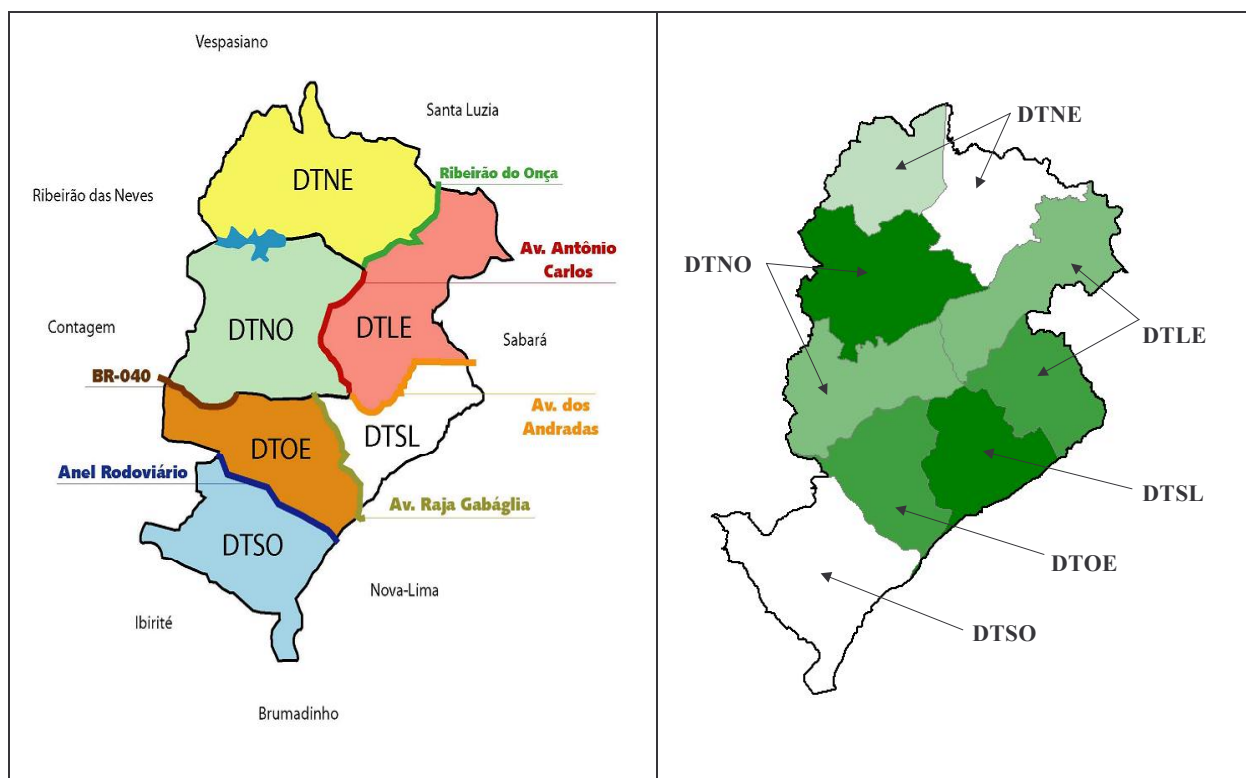 Vespasiano
Santa Luzia
DTNE
Ribeirão do Onça
Ribeirão das Neves
Av. Antônio
Carlos
Contagem
DTNO
DTLE
Sabará
BR-040
Av. dos
Andradas
DTSL
DTOE
Anel Rodoviário
Av. Raja Gabáglia
DTSO
Nova-Lima
Ibirité
Brumadinho
DTNE
DTNO
DTLE
DTSL
DTOE
DTSO